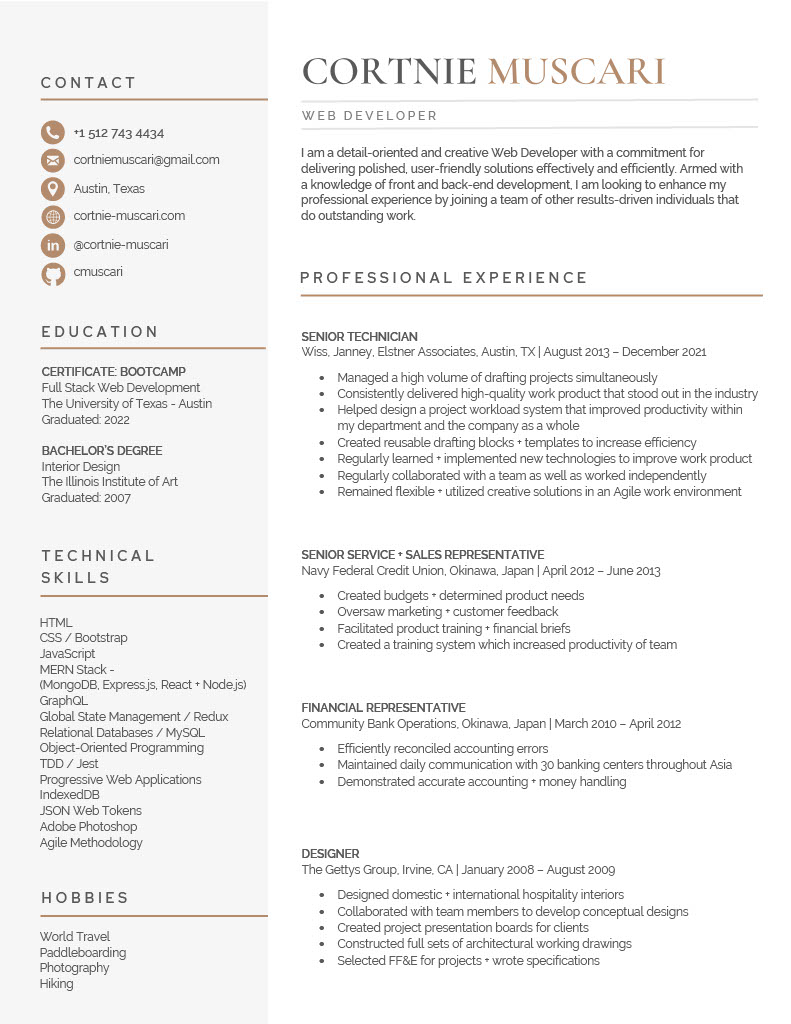 CONTACT
+1 512 743 4434
cortniemuscari@gmail.com
Austin, Texas
cortnie-muscari.com
in
@cortnie-muscari
cmuscari
EDUCATION
CERTIFICATE: BOOTCAMP
Full Stack Web Development
The University of Texas - Austin
Graduated: 2022
BACHELOR'S DEGREE
Interior Design
The Illinois Institute of Art
Graduated: 2007
TECHNICAL
SKILLS
HTML
CSS / Bootstrap
JavaScript
MERN Stack -
(MongoDB, Express.js, React + Node.js)
GraphQL
Global State Management / Redux
Relational Databases / MySQL
Object-Oriented Programming
TDD / Jest
Progressive Web Applications
IndexedDB
JSON Web Tokens
Adobe Photoshop
Agile Methodology
HOBBIES
World Travel
Paddleboarding
Photography
Hiking
CORTNIE MUSCARI
WEB DEVELOPER
I am a detail-oriented and creative Web Developer with a commitment for
delivering polished, user-friendly solutions effectively and efficiently. Armed with
a knowledge of front and back-end development, I am looking to enhance my
professional experience by joining a team of other results-driven individuals that
do outstanding work.
PROFESSIONAL EXPERIENCE
SENIOR TECHNICIAN
Wiss, Janney, Elstner Associates, Austin, TX | August 2013 – December 2021
• Managed a high volume of drafting projects simultaneously
• Consistently delivered high-quality work product that stood out in the industry
• Helped design a project workload system that improved productivity within
my department and the company as a whole
• Created reusable drafting blocks + templates to increase efficiency
• Regularly learned + implemented new technologies to improve work product
• Regularly collaborated with a team as well as worked independently
• Remained flexible + utilized creative solutions in an Agile work environment
SENIOR SERVICE + SALES REPRESENTATIVE
Navy Federal Credit Union, Okinawa, Japan | April 2012 – June 2013
• Created budgets + determined product needs
• Oversaw marketing + customer feedback
• Facilitated product training + financial briefs
• Created a training system which increased productivity of team
FINANCIAL REPRESENTATIVE
Community Bank Operations, Okinawa, Japan | March 2010 – April 2012
• Efficiently reconciled accounting errors
• Maintained daily communication with 30 banking centers throughout Asia
• Demonstrated accurate accounting + money handling
DESIGNER
The Gettys Group, Irvine, CA | January 2008 – August 2009
• Designed domestic + international hospitality interiors
• Collaborated with team members to develop conceptual designs
• Created project presentation boards for clients
• Constructed full sets of architectural working drawings
• Selected FF&E for projects + wrote specifications